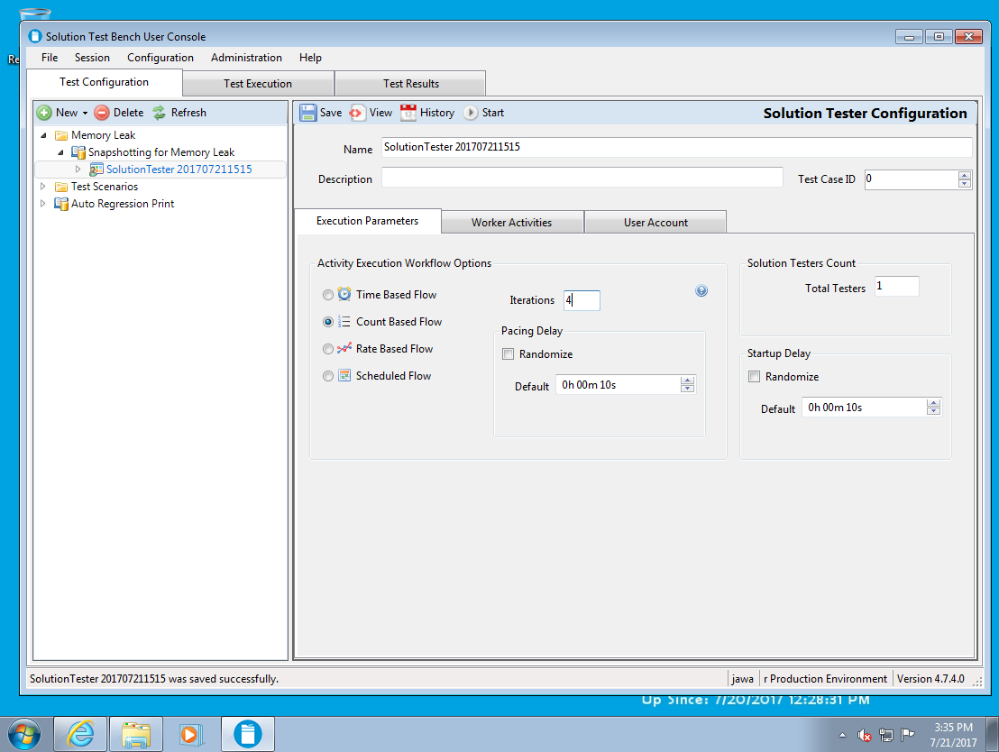 Solution Test Bench User Console
Re
File Session Configuration Administration Help
Test Configuration Test Execution Test Results
New Delete Refresh
Save View History Start Solution Tester Configuration
Memory Leak
Snapshotting for Memory Leak
SolutionTester 201707211515
Test Scenarios
Auto Regression Print
Name SolutionTester 201707211515
Description Test Case ID 0
Execution Parameters Worker Activities User Account
Activity Execution Workflow Options
Time Based Flow
Count Based Flow
Rate Based Flow
Scheduled Flow
Iterations 4
Pacing Delay
Randomize
Default 0h 00m 10s
Solution Testers Count
Total Testers 1
Startup Delay
Randomize
Default 0h 00m 10s
SolutionTester 201707211515 was saved successfully. jawa r Production Environment Version 4.7.4.0
Up Since: 7/20/2017 12:28:31 PM
3:35 PM
7/21/2017